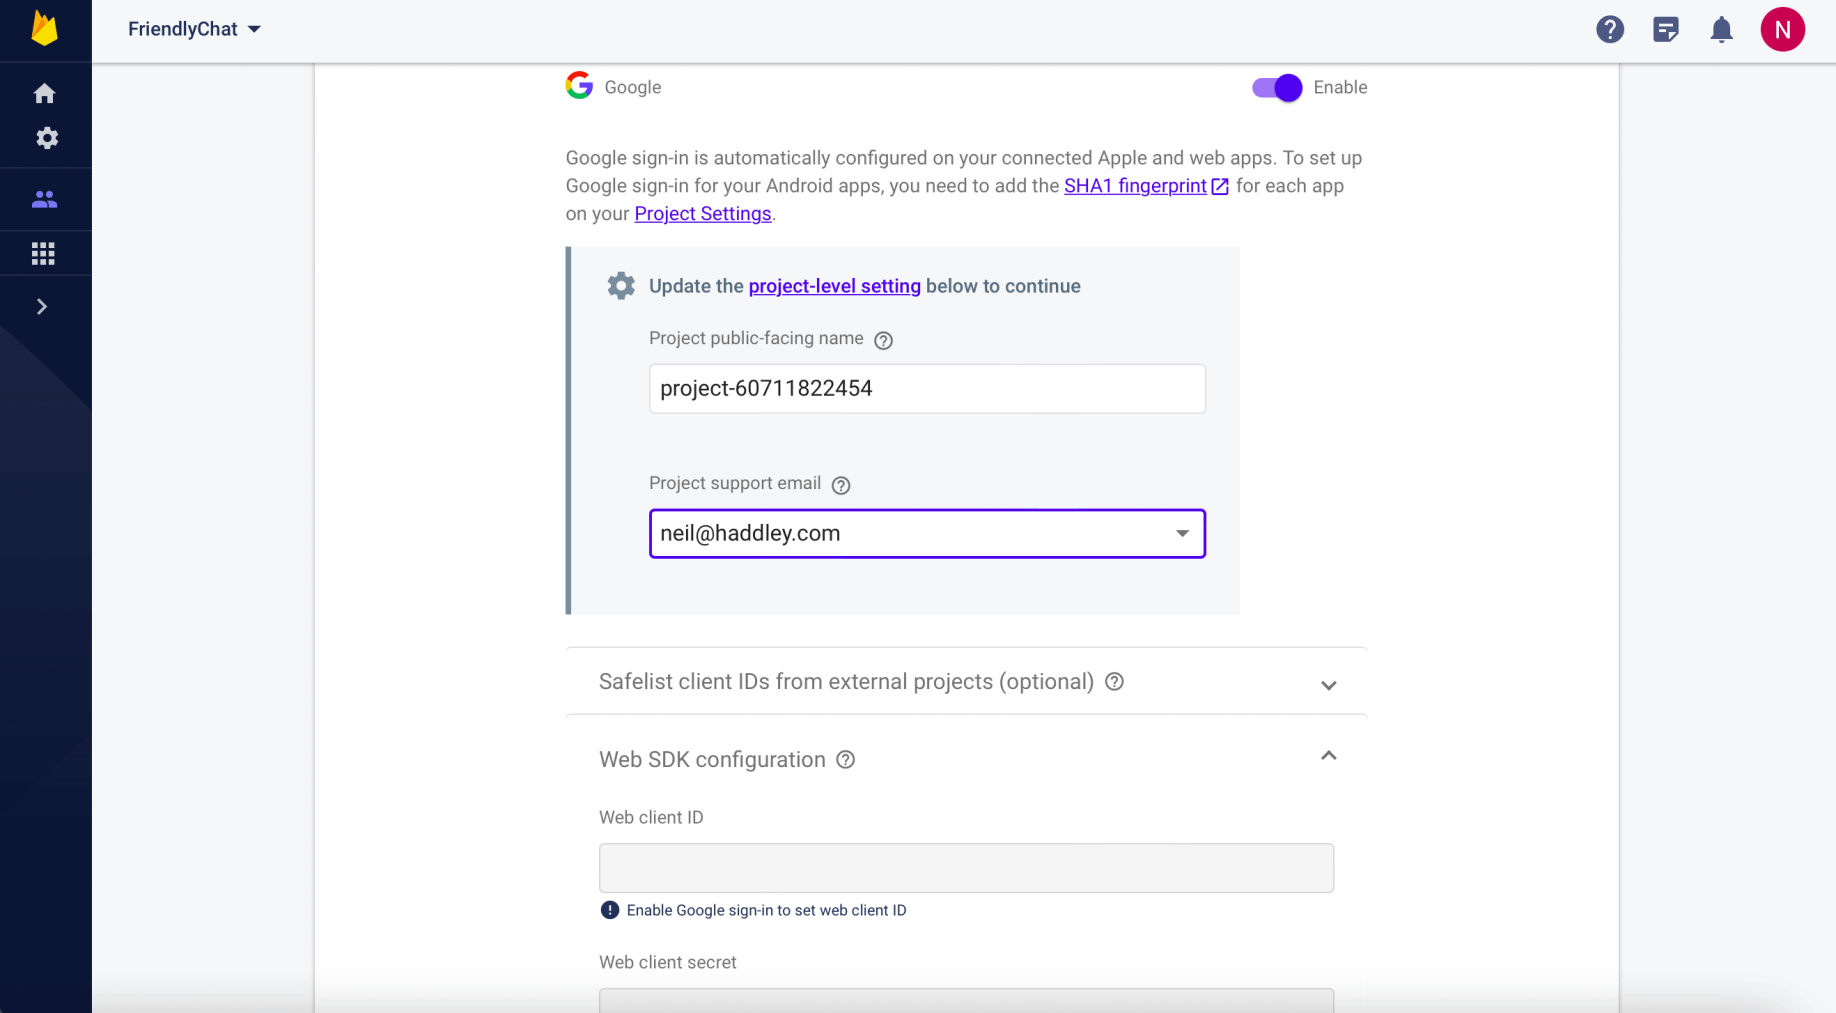 FriendlyChat
N
Google
Enable
Google sign-in is automatically configured on your connected Apple and web apps. To set up
Google sign-in for your Android apps, you need to add the SHA1 fingerprint for each app
on your Project Settings.
Update the project-level setting below to continue
Project public-facing name
project-60711822454
Project support email
neil@haddley.com
Safelist client IDs from external projects (optional)
Web SDK configuration
Web client ID
Enable Google sign-in to set web client ID
Web client secret